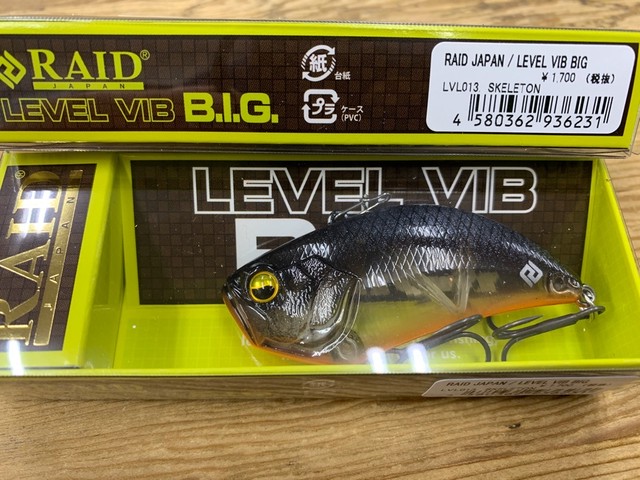 RAID®
JAPAN
LEVEL VIB B.I.G.
紙 台紙
プラ ケース
(PVC)
RAID JAPAN / LEVEL VIB BIG
¥1,700 (税抜)
LVL013 SKELETON
4 580362 936231
RAID®
JAPAN
LEVEL VIB
us.
RAID JAPAN / LEVEL VIB BIG